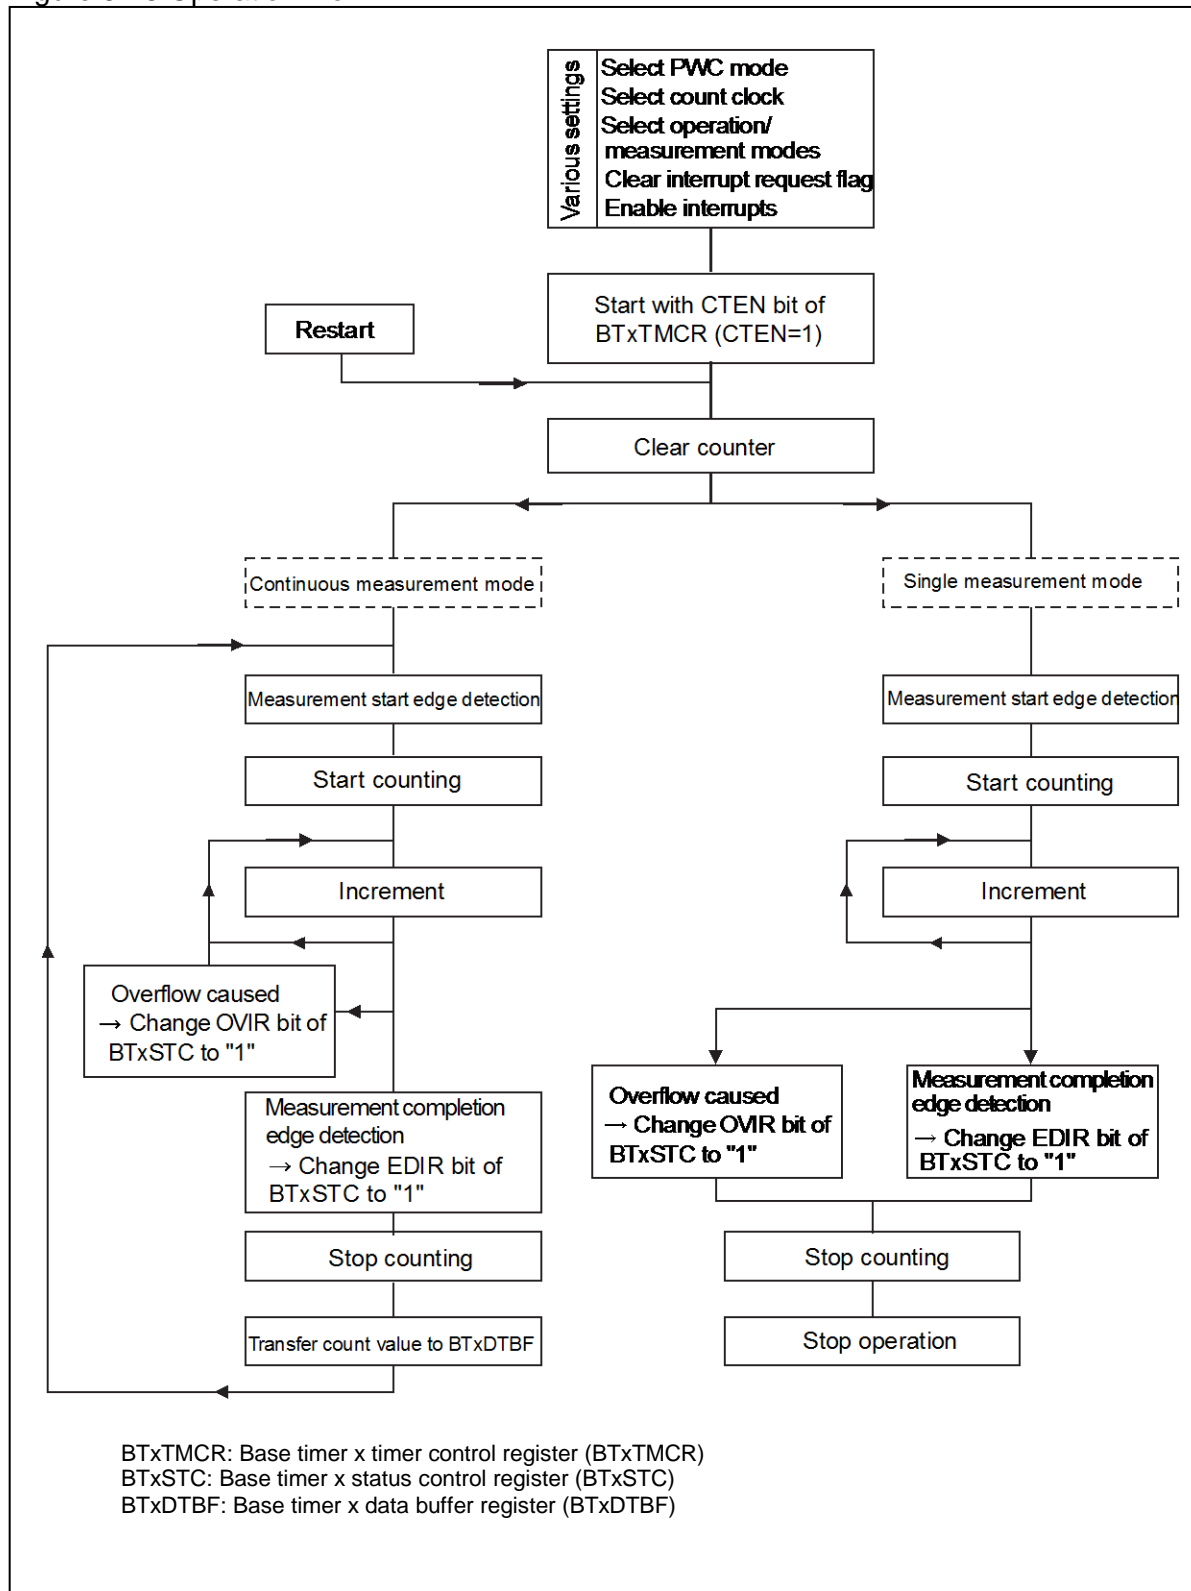 Various settings
Select PWC mode
Select count clock
Select operation/
measurement modes
Clear interrupt request flag
Enable interrupts
Start with CTEN bit of
BTxTMCR (CTEN=1)
Restart
Clear counter
Continuous measurement mode
Single measurement mode
Measurement start edge detection
Measurement start edge detection
Start counting
Start counting
Increment
Increment
Overflow caused
→ Change OVIR bit of
BTxSTC to "1"
Overflow caused
→ Change OVIR bit of
BTxSTC to "1"
Measurement completion
edge detection
→ Change EDIR bit of
BTxSTC to "1"
Measurement completion
edge detection
→ Change EDIR bit of
BTxSTC to "1"
Stop counting
Stop counting
Transfer count value to BTxDTBF
Stop operation
BTxTMCR: Base timer x timer control register (BTxTMCR)
BTxSTC: Base timer x status control register (BTxSTC)
BTxDTBF: Base timer x data buffer register (BTxDTBF)